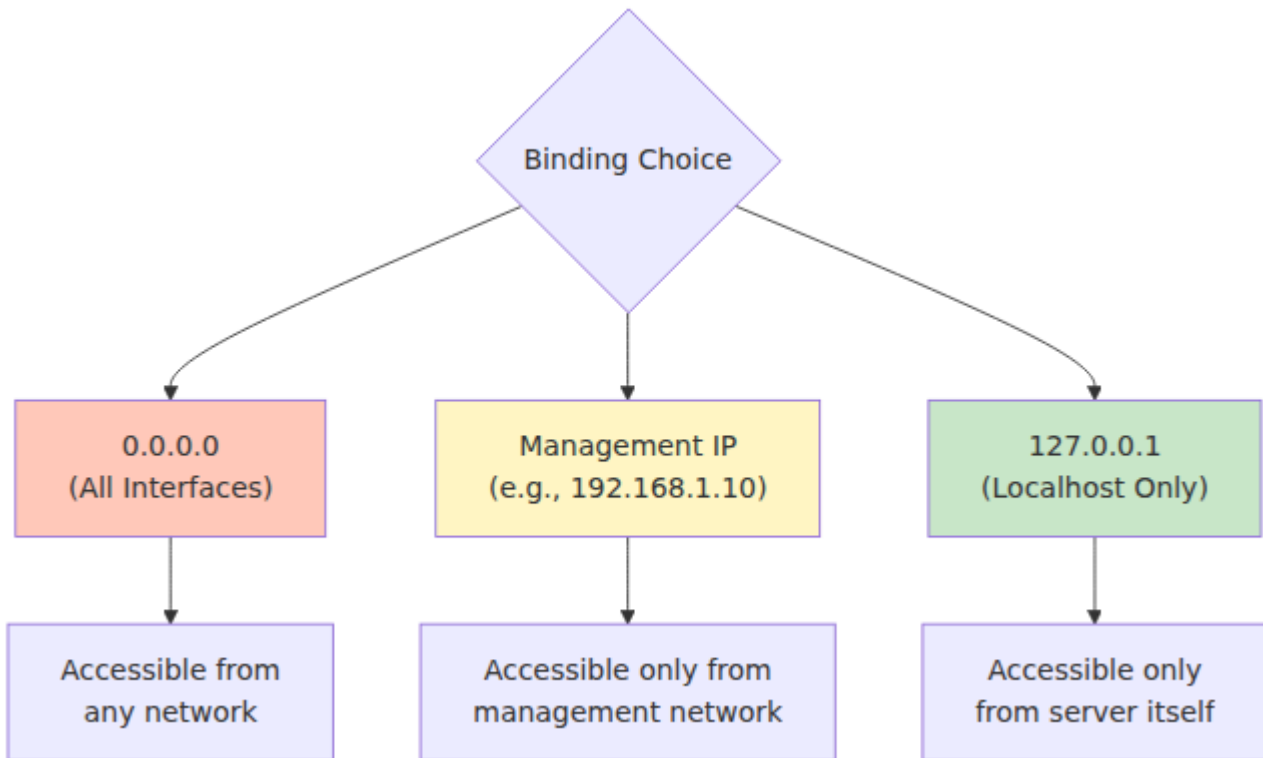 Binding Choice
0.0.0.0
(All Interfaces)
Management IP
(e.g., 192.168.1.10)
127.0.0.1
(Localhost Only)
Accessible from
any network
Accessible only from
management network
Accessible only
from server itself